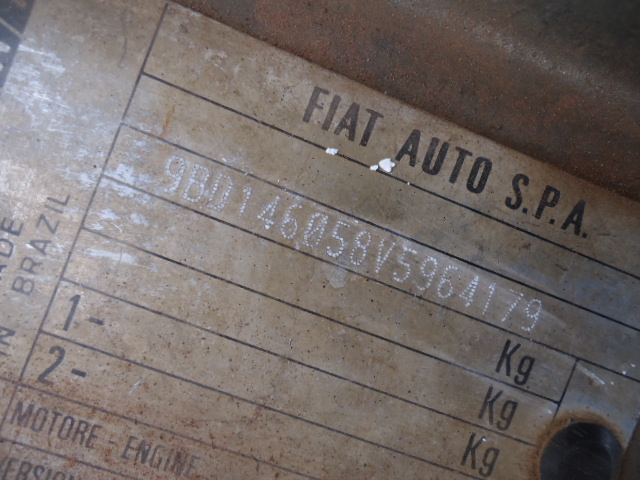 FIAT AUTO S.P.A.
9BD146058V5964179
Kg
1- Kg
2- Kg
MOTORE - ENGINE
MADE IN BRAZIL